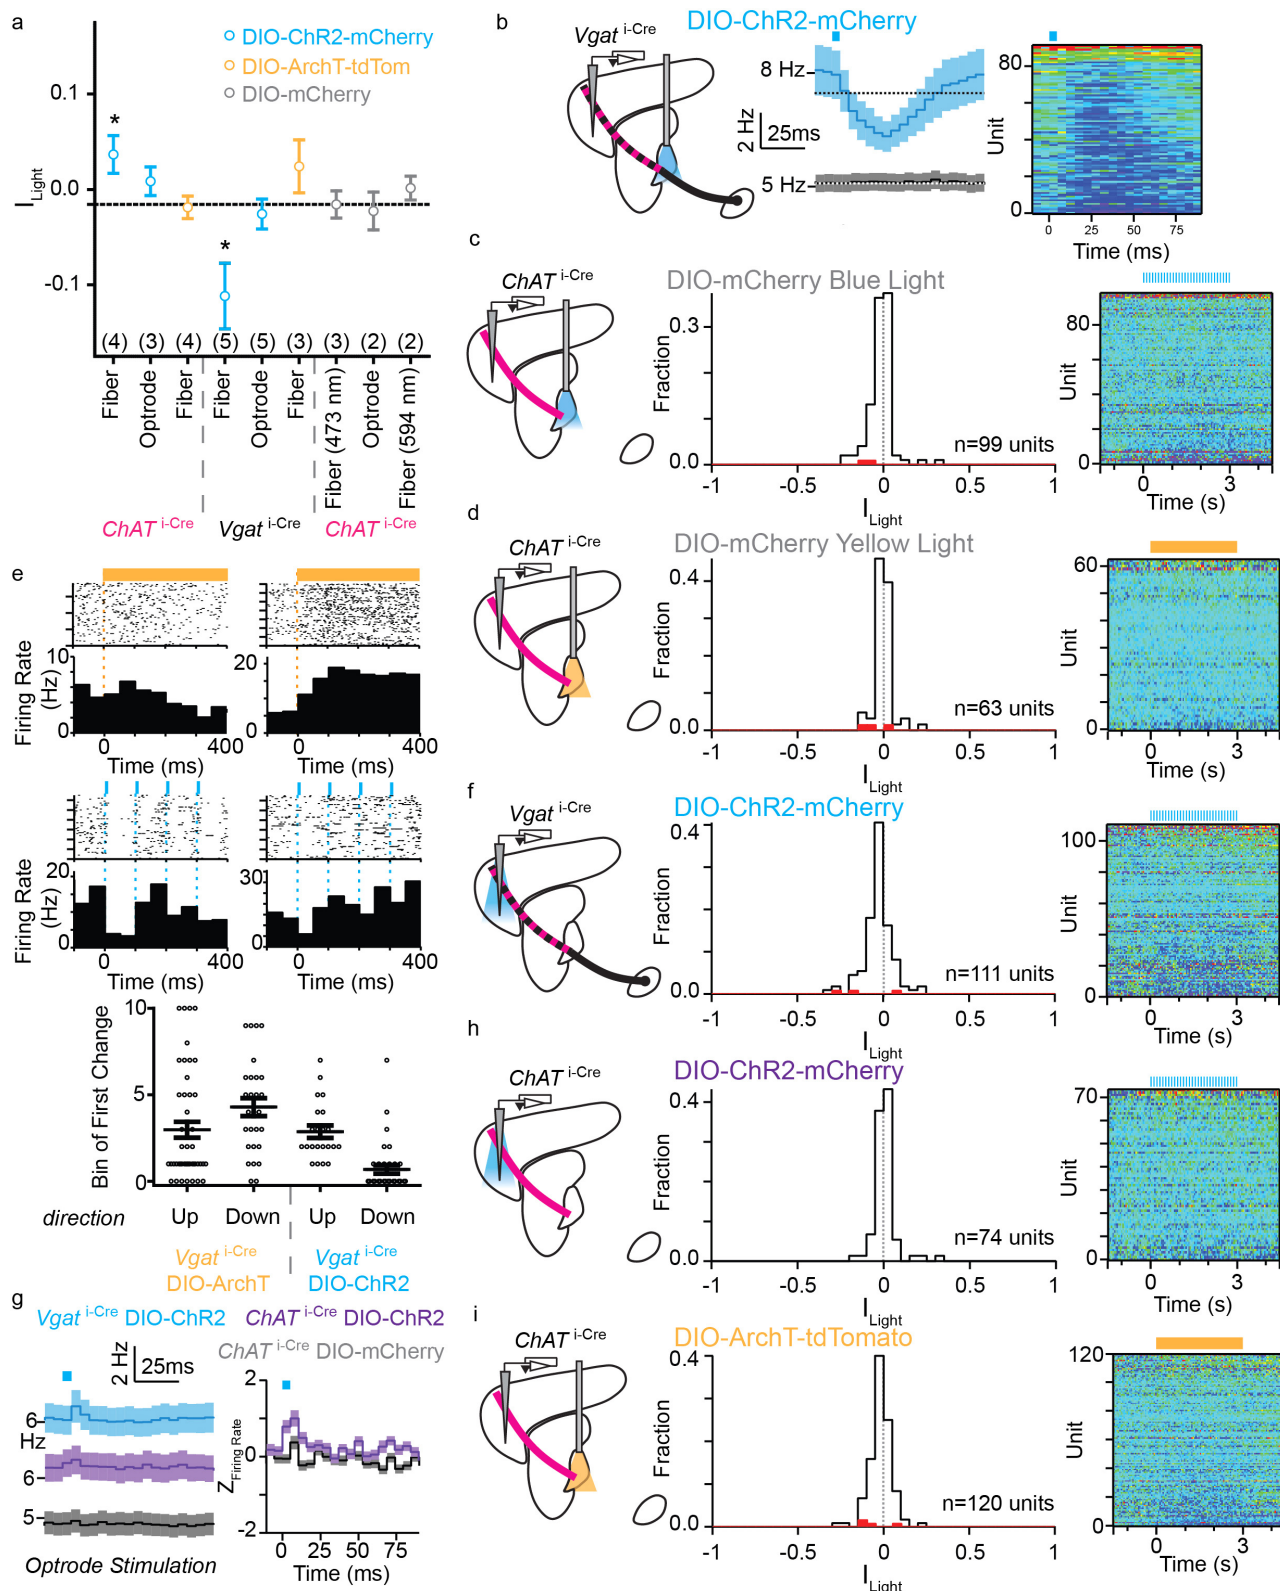 a
DIO-ChR2-mCherry
DIO-ArchT-tdTom
DIO-mCherry
0.1
0.0
-0.1
I Light
*
*
(4) (3) (4) (5) (5) (3) (3) (2) (2)
Fiber
Optrode
Fiber
Fiber
Optrode
Fiber
Fiber (473 nm)
Optrode
Fiber (594 nm)
ChAT i-Cre
Vgat i-Cre
ChAT i-Cre
b
Vgat i-Cre
DIO-ChR2-mCherry
8 Hz
2 Hz
25ms
5 Hz
Unit
80
0
0 25 50 75
Time (ms)
c
ChAT i-Cre
DIO-mCherry Blue Light
Fraction
0.3
0.0
n=99 units
-1 -0.5 0 0.5 1
I Light
Unit
80
0
0 3
Time (s)
d
ChAT i-Cre
DIO-mCherry Yellow Light
Fraction
0.4
0.0
n=63 units
-1 -0.5 0 0.5 1
I Light
Unit
60
0
0 3
Time (s)
e
Firing Rate
(Hz)
10
0
0 400
Time (ms)
20
0
0 400
Time (ms)
Firing Rate
(Hz)
20
0
0 400
Time (ms)
30
0
0 400
Time (ms)
Bin of First Change
10
5
0
direction
Up Down Up Down
Vgat i-Cre
DIO-ArchT
Vgat i-Cre
DIO-ChR2
f
Vgat i-Cre
DIO-ChR2-mCherry
Fraction
0.4
0.0
n=111 units
-1 -0.5 0 0.5 1
I Light
Unit
100
0
0 3
Time (s)
g
Vgat i-Cre DIO-ChR2
ChAT i-Cre DIO-ChR2
ChAT i-Cre DIO-mCherry
2 Hz
25ms
6
Hz
6
5
Optrode Stimulation
Z Firing Rate
2
0
-2
0 25 50 75
Time (ms)
h
ChAT i-Cre
DIO-ChR2-mCherry
Fraction
0.4
0.0
n=74 units
-1 -0.5 0 0.5 1
I Light
Unit
70
0
0 3
Time (s)
i
ChAT i-Cre
DIO-ArchT-tdTomato
Fraction
0.4
0.0
n=120 units
-1 -0.5 0 0.5 1
I Light
Unit
120
0
0 3
Time (s)